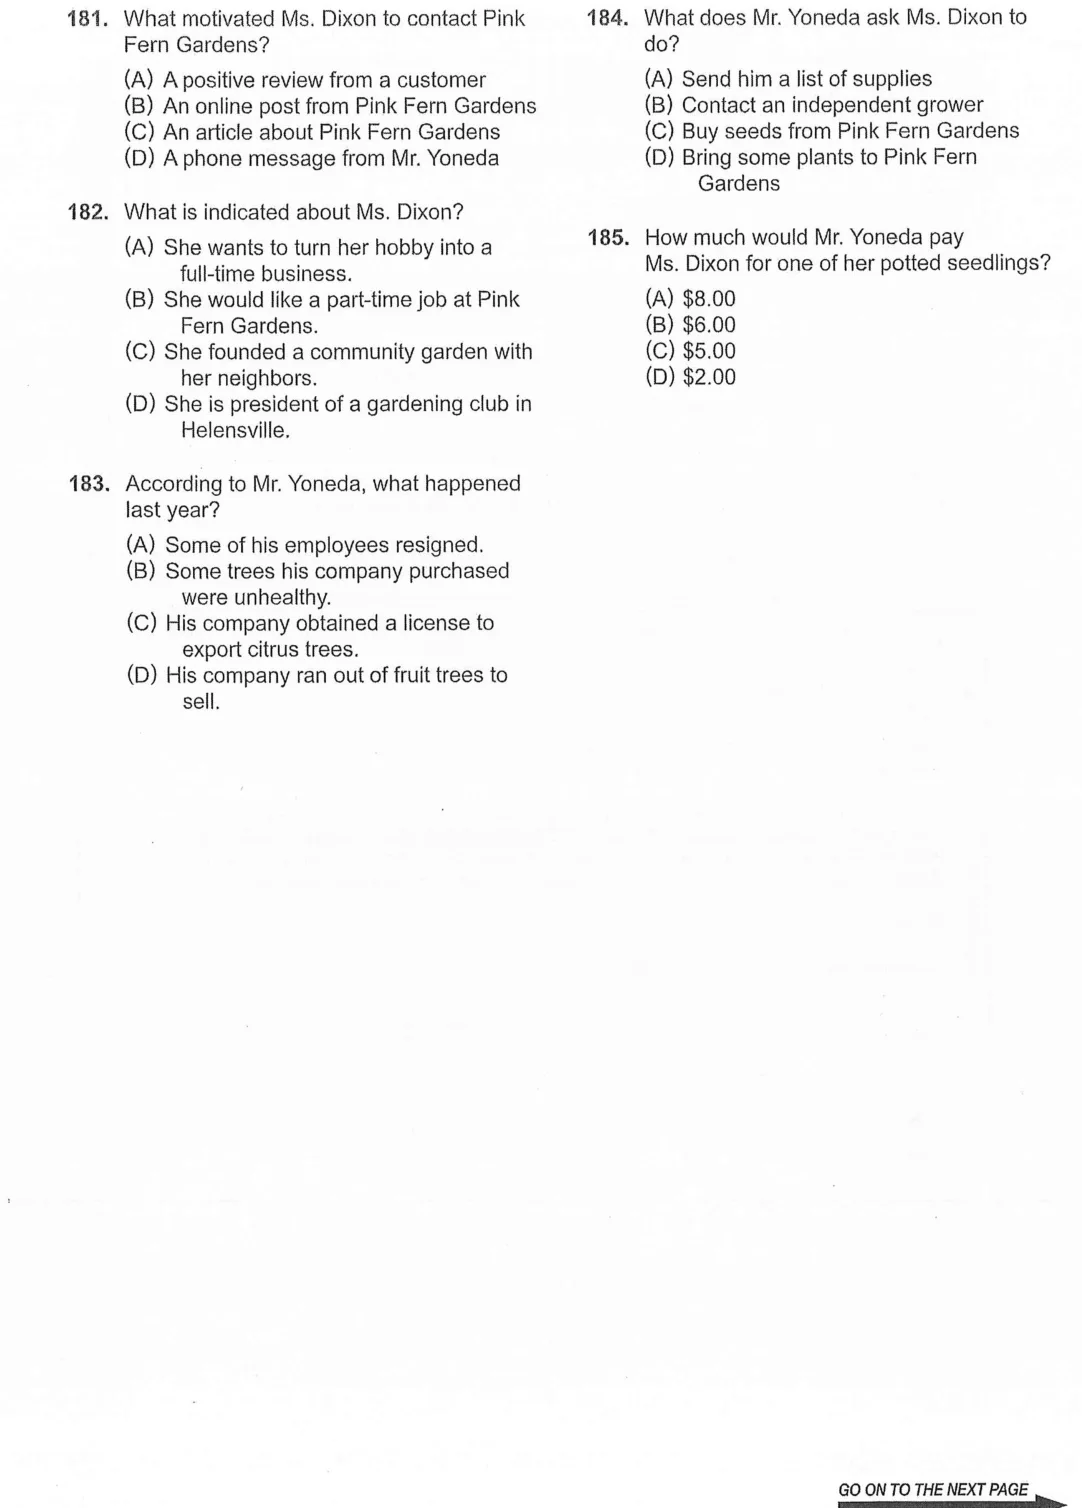 181. What motivated Ms. Dixon to contact Pink
Fern Gardens?
(A) A positive review from a customer
(B) An online post from Pink Fern Gardens
(C) An article about Pink Fern Gardens
(D) A phone message from Mr. Yoneda
182. What is indicated about Ms. Dixon?
(A) She wants to turn her hobby into a
full-time business.
(B) She would like a part-time job at Pink
Fern Gardens.
(C) She founded a community garden with
her neighbors.
(D) She is president of a gardening club in
Helensville.
183. According to Mr. Yoneda, what happened
last year?
(A) Some of his employees resigned.
(B) Some trees his company purchased
were unhealthy.
(C) His company obtained a license to
export citrus trees.
(D) His company ran out of fruit trees to
sell.
184. What does Mr. Yoneda ask Ms. Dixon to
do?
(A) Send him a list of supplies
(B) Contact an independent grower
(C) Buy seeds from Pink Fern Gardens
(D) Bring some plants to Pink Fern
Gardens
185. How much would Mr. Yoneda pay
Ms. Dixon for one of her potted seedlings?
(A) $8.00
(B) $6.00
(C) $5.00
(D) $2.00
GO ON TO THE NEXT PAGE